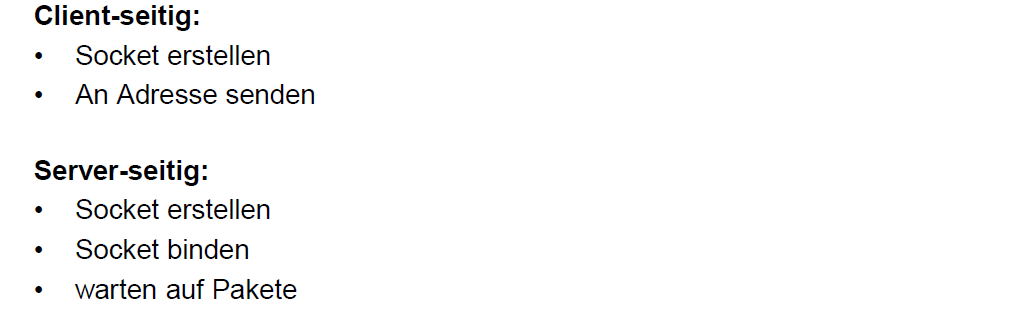 Client-seitig:
• Socket erstellen
• An Adresse senden
Server-seitig:
• Socket erstellen
• Socket binden
• warten auf Pakete